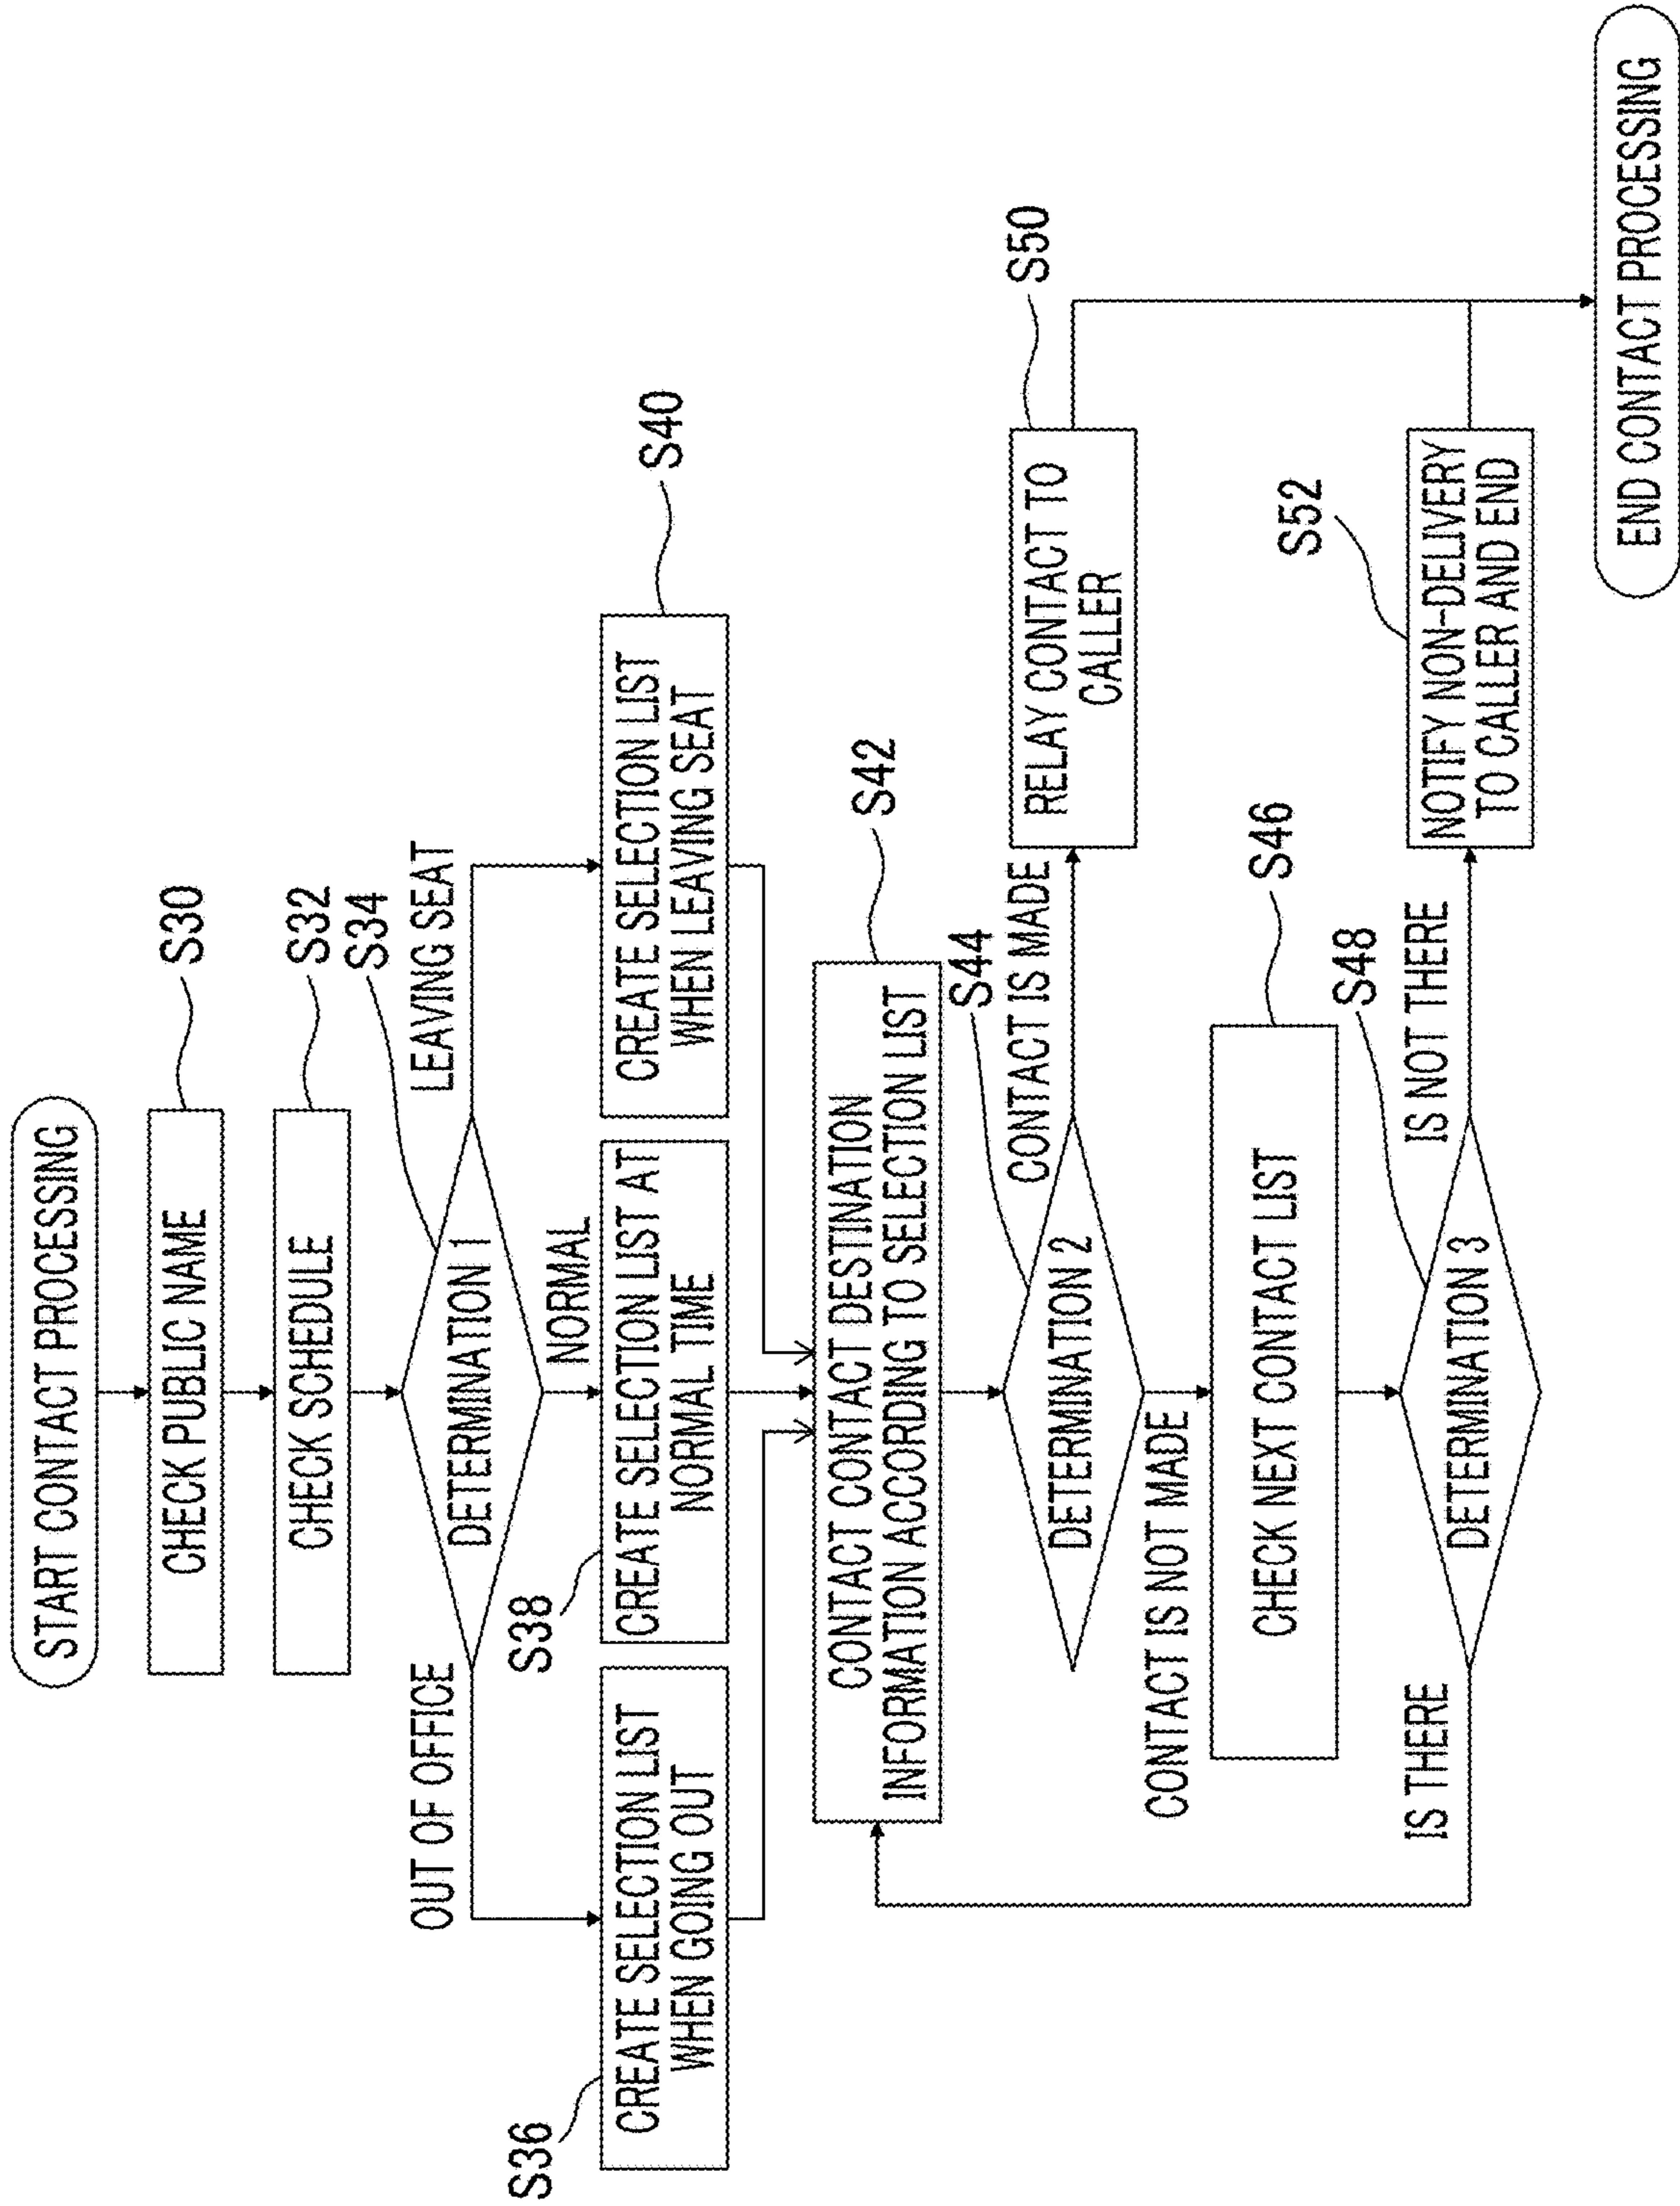 START CONTACT PROCESSING
CHECK PUBLIC NAME
S30
CHECK SCHEDULE
S32
S34
DETERMINATION 1
OUT OF OFFICE
NORMAL
LEAVING SEAT
S36
CREATE SELECTION LIST
WHEN GOING OUT
S38
CREATE SELECTION LIST AT
NORMAL TIME
CREATE SELECTION LIST
WHEN LEAVING SEAT
S40
CONTACT CONTACT DESTINATION
INFORMATION ACCORDING TO SELECTION LIST
S42
S44
DETERMINATION 2
CONTACT IS MADE
RELAY CONTACT TO
CALLER
S50
CONTACT IS NOT MADE
CHECK NEXT CONTACT LIST
S46
S48
DETERMINATION 3
IS THERE
IS NOT THERE
NOTIFY NON-DELIVERY
TO CALLER AND END
S52
END CONTACT PROCESSING